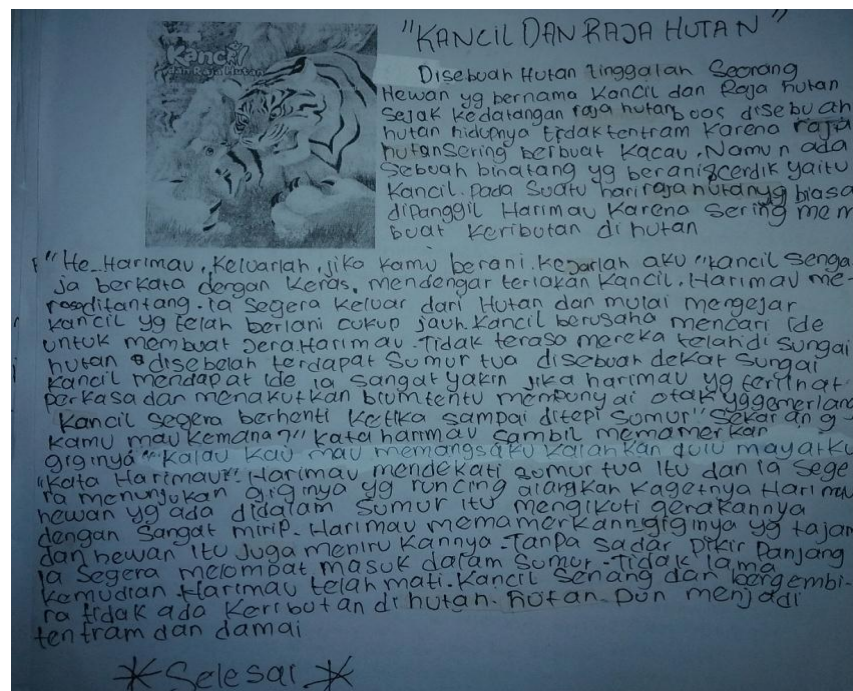 "KANCIL DAN RAJA HUTAN"
Kancil
dan Raja Hutan
Disebuah Hutan tinggalah Seorang
Hewan yg bernama Kancil dan Raja hutan
Sejak kedatangan raja hutan boos disebuah
hutan hidupnya tidak tentram Karena raja
hutan sering berbuat Kacau. Namun ada
Sebuah binatang yg berani&cerdik yaitu
Kancil. Pada Suatu hari raja hutan yg biasa
dipanggil Harimau Karena Sering mem
buat keributan di hutan
"He Harimau, Keluarlah, jika kamu berani. Kejarlah aku "Kancil Senga
ja berkata dengan Keras, mendengar teriakan Kancil. Harimau me-
rasa ditantang. Ia Segera keluar dari Hutan dan mulai mengejar
Kancil yg telah berlani cukup jauh. Kancil berusaha mencari ide
untuk membuat Jera Harimau. Tidak terasa mereka telah di Sungai
hutan disebelah terdapat Sumur tua disebuah dekat Sungai
Kancil mendapat ide ia sangat yakin jika harimau yg terlihat
Perkasa dan menakutkan blum tentu mempunyai otak yg gemerlang
Kancil Segera berhenti Ketika Sampai ditepi Sumur "Sekarang
Kamu mau Kemana?" kata harimau Sambil memamerkan
giginya "Kalau Kau mau memangsaku Kalahkan dulu mayatku
"Kata Harimau". Harimau mendekati Sumur tua Itu dan Ia Sege
ra menunjukan giginya yg runcing alangkah Kagetnya Harimau
hewan yg ada didalam Sumur itu mengikuti gerakannya
dengan Sangat mirip. Harimau memamerkann giginya yg tajam
dan hewan itu Juga meniru Kannya. Tanpa Sadar Pikir Panjang
Ia Segera melompat masuk dalam Sumur. Tidak lama
Kemudian Harimau telah mati. Kancil Senang dan bergembi-
ra tidak ada Keributan di hutan. hutan Pun menjadi
tentram dan damai
*Selesai*